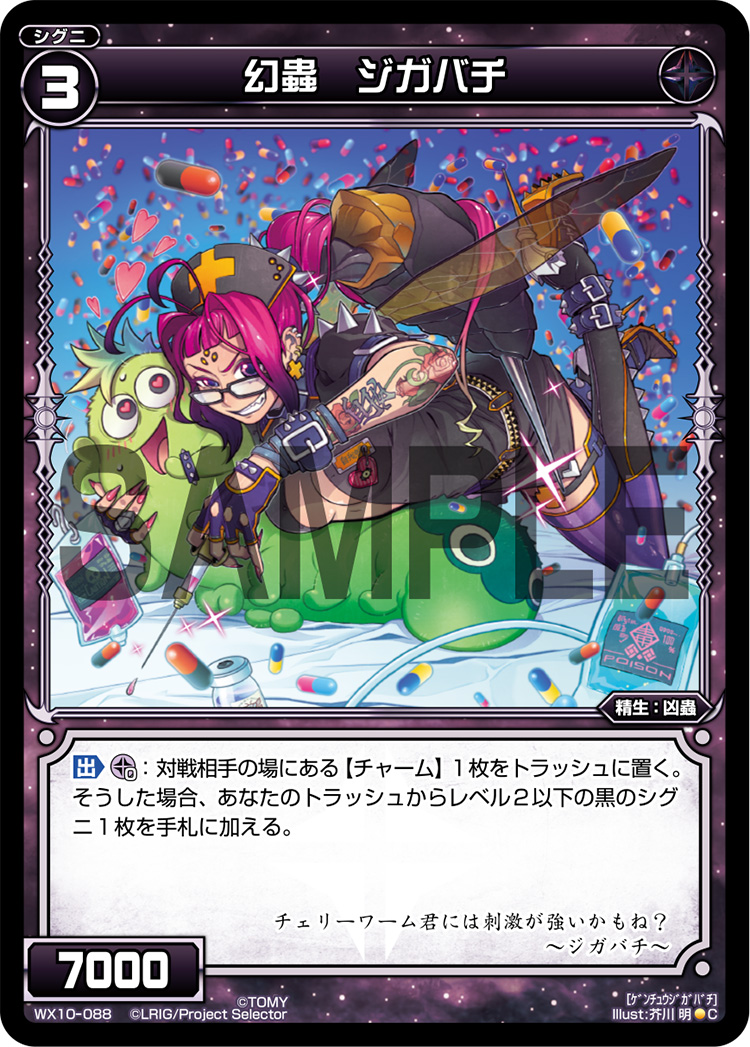 シグニ
3
幻蟲 ジガバチ
SAMPLE
POISON
精生：凶蟲
出 0：対戦相手の場にある【チャーム】１枚をトラッシュに置く。
そうした場合、あなたのトラッシュからレベル２以下の黒のシグ
ニ１枚を手札に加える。
チェリーワーム君には刺激が強いかもね？
～ジガバチ～
7000
WX10-088 ©TOMY ©LRIG/Project Selector
[ｹﾞﾝﾁｭｳｼﾞｶﾞﾊﾞﾁ]
Illust:芥川 明 C